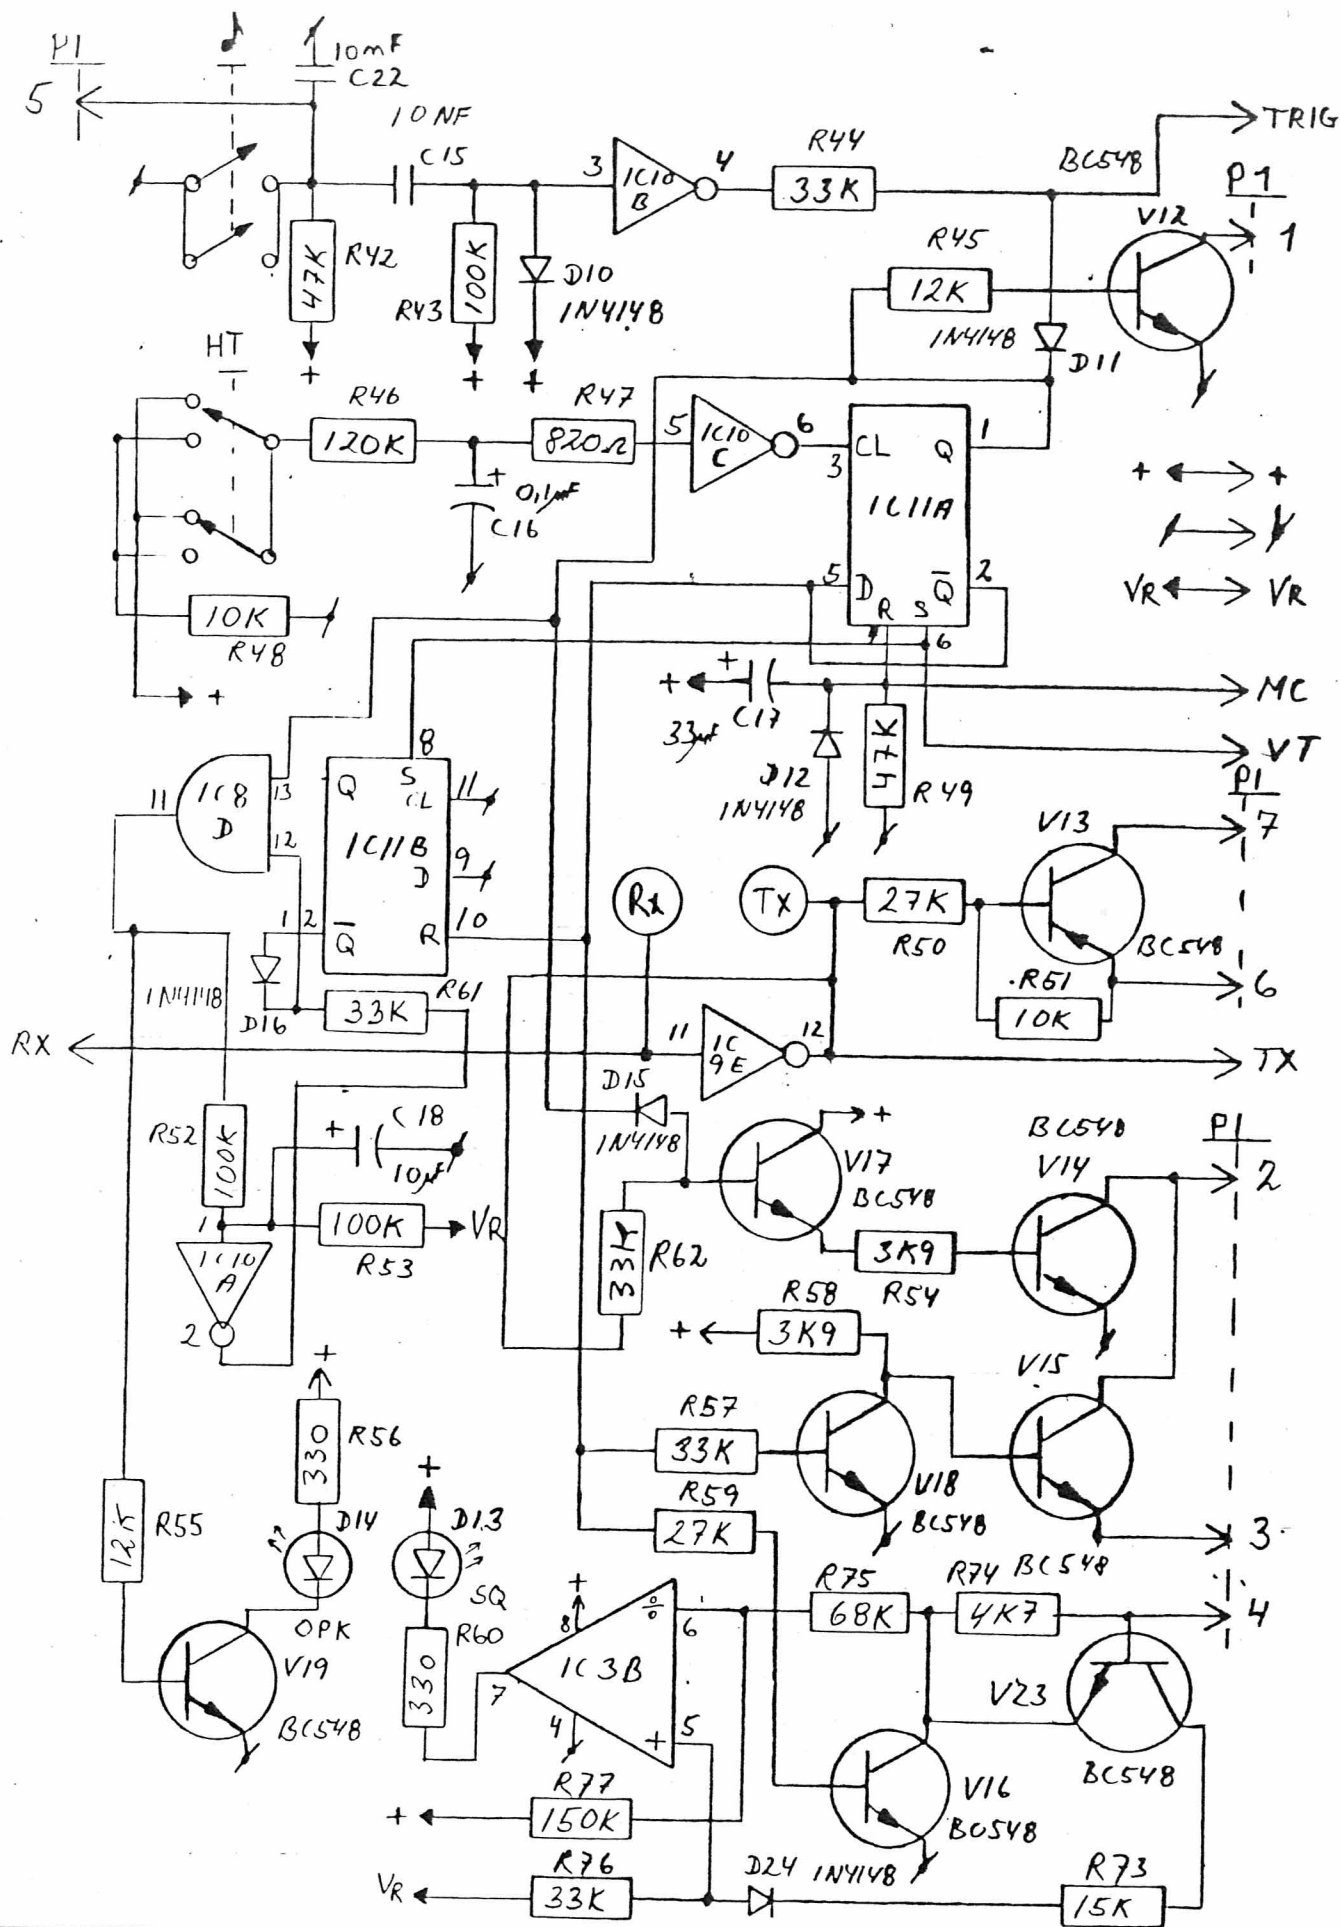 P1
5
10mF
C22
10NF
C15
3
IC10
B
4
R44
33K
TRIG
BC548
P1
V12
1
R42
47K
R43
100K
D10
1N4148
R45
12K
1N4148
D11
HT
+
+
+
R46
120K
R47
820Ω
5
IC10
C
6
3
CL
Q
1
IC11A
+
0,1µF
C16
5
D
Q̅
2
R
S
6
+
+
VR
VR
10K
R48
+
+
+
C17
33µF
MC
VT
D12
1N4148
47K
R49
8
11
IC8
D
13
12
Q
S
CL
11
IC11B
D
9
R
10
Q̅
12
1N4148
D16
33K
R61
Rx
Tx
27K
R50
V13
P1
7
BC548
R51
10K
6
RX
11
IC
9E
12
TX
D15
1N4148
R52
100K
+
C18
10µF
1
IC10
A
2
100K
R53
VR
+
V17
BC548
BC548
V14
P1
2
33K
R62
3K9
R54
R58
+
3K9
V15
+
330
R56
R57
33K
V18
BC548
+
R59
27K
3
BC548
12K
R55
D14
OPK
D13
SQ
V19
BC548
R60
330
+
8
6
IC3B
7
4
5
+
R75
68K
R74
4K7
4
V23
BC548
V16
BC548
R77
+
150K
R76
VR
33K
D24
1N4148
R73
15K